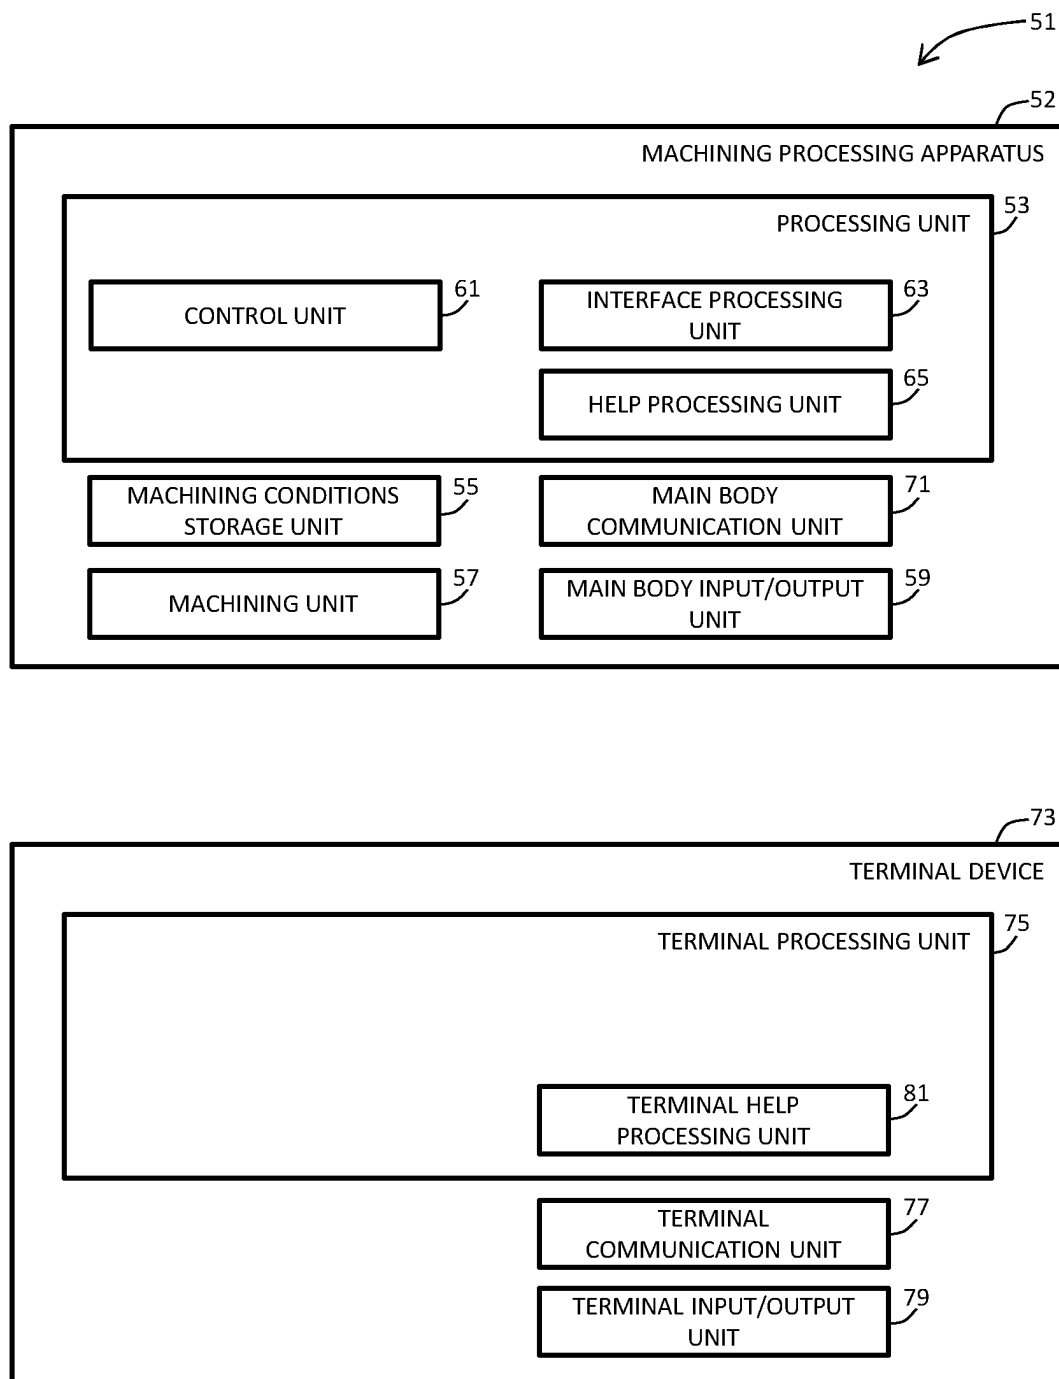 51
52
MACHINING PROCESSING APPARATUS
53
PROCESSING UNIT
61
CONTROL UNIT
63
INTERFACE PROCESSING
UNIT
65
HELP PROCESSING UNIT
55
MACHINING CONDITIONS
STORAGE UNIT
71
MAIN BODY
COMMUNICATION UNIT
57
MACHINING UNIT
59
MAIN BODY INPUT/OUTPUT
UNIT
73
TERMINAL DEVICE
75
TERMINAL PROCESSING UNIT
81
TERMINAL HELP
PROCESSING UNIT
77
TERMINAL
COMMUNICATION UNIT
79
TERMINAL INPUT/OUTPUT
UNIT